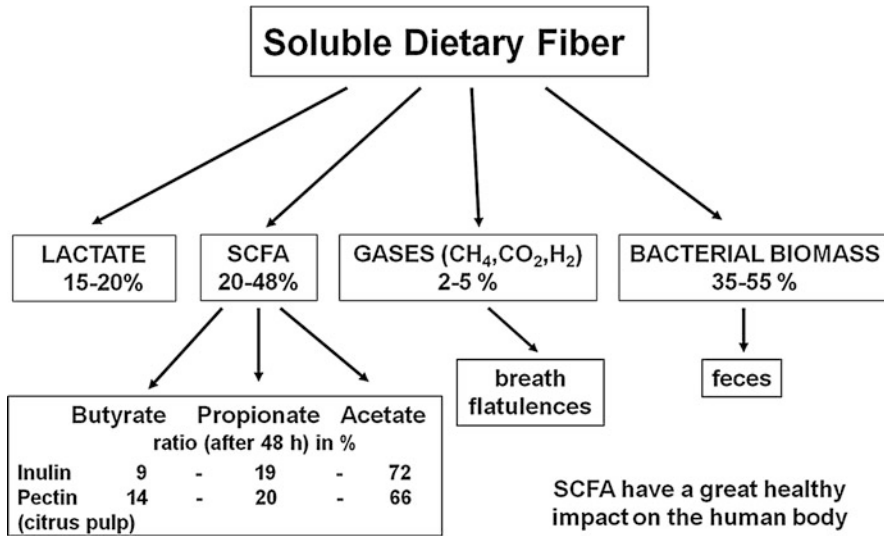 Soluble Dietary Fiber
LACTATE
15-20%
SCFA
20-48%
GASES (CH₄,CO₂,H₂)
2-5 %
BACTERIAL BIOMASS
35-55 %
breath
flatulences
feces
Butyrate Propionate Acetate
ratio (after 48 h) in %
Inulin 9 - 19 - 72
Pectin 14 - 20 - 66
(citrus pulp)
SCFA have a great healthy
impact on the human body